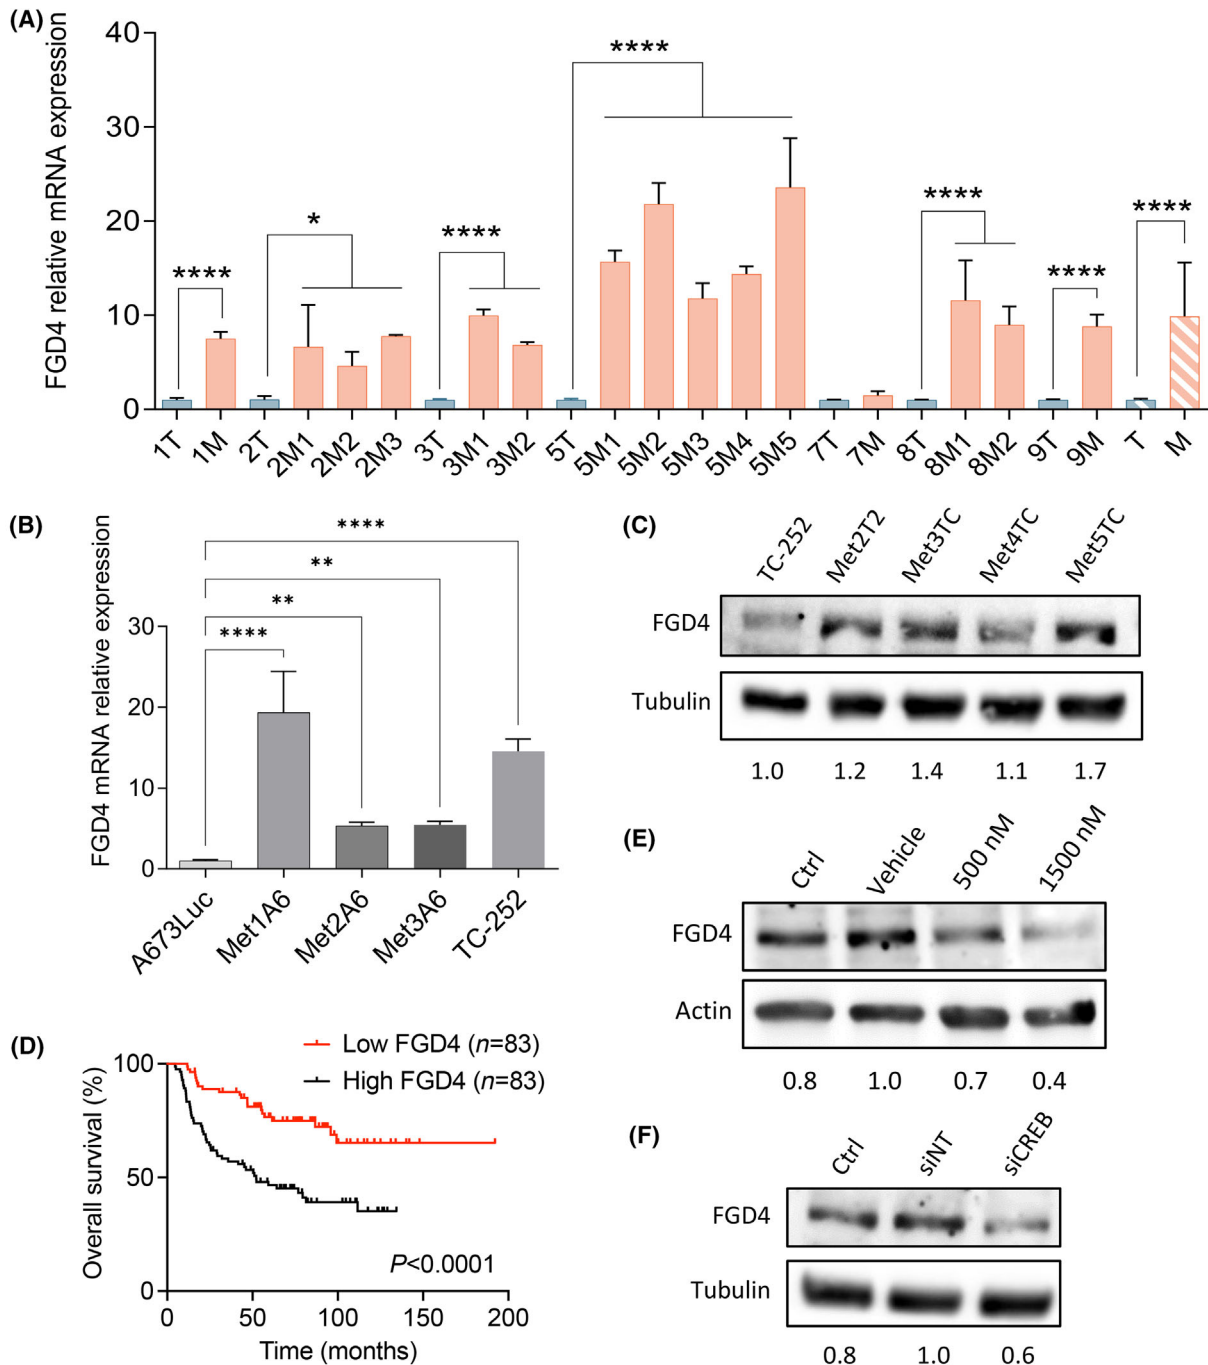 (A)
FGD4 relative mRNA expression
40
30
20
10
0
****
*
****
****
****
****
****
1T 1M 2T 2M1 2M2 2M3 3T 3M1 3M2 5T 5M1 5M2 5M3 5M4 5M5 7T 7M 8T 8M1 8M2 9T 9M T M
(B)
FGD4 mRNA relative expression
30
20
10
0
****
**
**
****
A673Luc Met1A6 Met2A6 Met3A6 TC-252
(C)
TC-252 Met2T2 Met3TC Met4TC Met5TC
FGD4
Tubulin
1.0 1.2 1.4 1.1 1.7
(D)
Low FGD4 (n=83)
High FGD4 (n=83)
Overall survival (%)
100
50
0
P<0.0001
0 50 100 150 200
Time (months)
(E)
Ctrl Vehicle 500 nM 1500 nM
FGD4
Actin
0.8 1.0 0.7 0.4
(F)
Ctrl siNT siCREB
FGD4
Tubulin
0.8 1.0 0.6